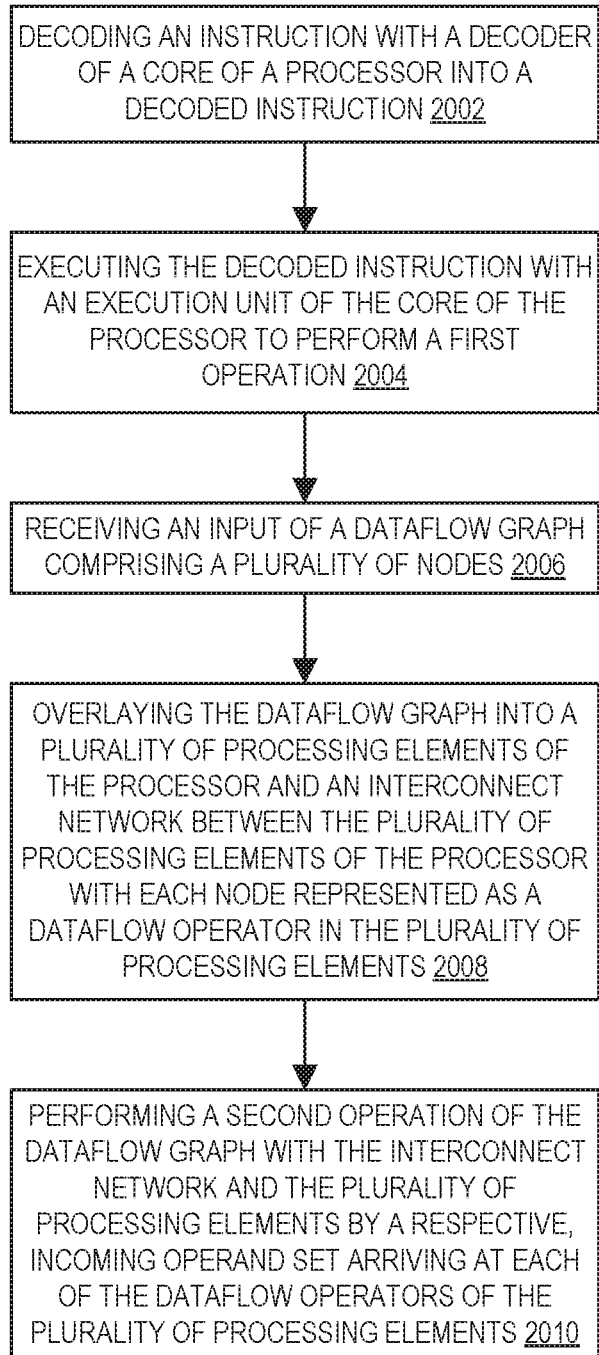 DECODING AN INSTRUCTION WITH A DECODER
OF A CORE OF A PROCESSOR INTO A
DECODED INSTRUCTION 2002
EXECUTING THE DECODED INSTRUCTION WITH
AN EXECUTION UNIT OF THE CORE OF THE
PROCESSOR TO PERFORM A FIRST
OPERATION 2004
RECEIVING AN INPUT OF A DATAFLOW GRAPH
COMPRISING A PLURALITY OF NODES 2006
OVERLAYING THE DATAFLOW GRAPH INTO A
PLURALITY OF PROCESSING ELEMENTS OF
THE PROCESSOR AND AN INTERCONNECT
NETWORK BETWEEN THE PLURALITY OF
PROCESSING ELEMENTS OF THE PROCESSOR
WITH EACH NODE REPRESENTED AS A
DATAFLOW OPERATOR IN THE PLURALITY OF
PROCESSING ELEMENTS 2008
PERFORMING A SECOND OPERATION OF THE
DATAFLOW GRAPH WITH THE INTERCONNECT
NETWORK AND THE PLURALITY OF
PROCESSING ELEMENTS BY A RESPECTIVE,
INCOMING OPERAND SET ARRIVING AT EACH
OF THE DATAFLOW OPERATORS OF THE
PLURALITY OF PROCESSING ELEMENTS 2010